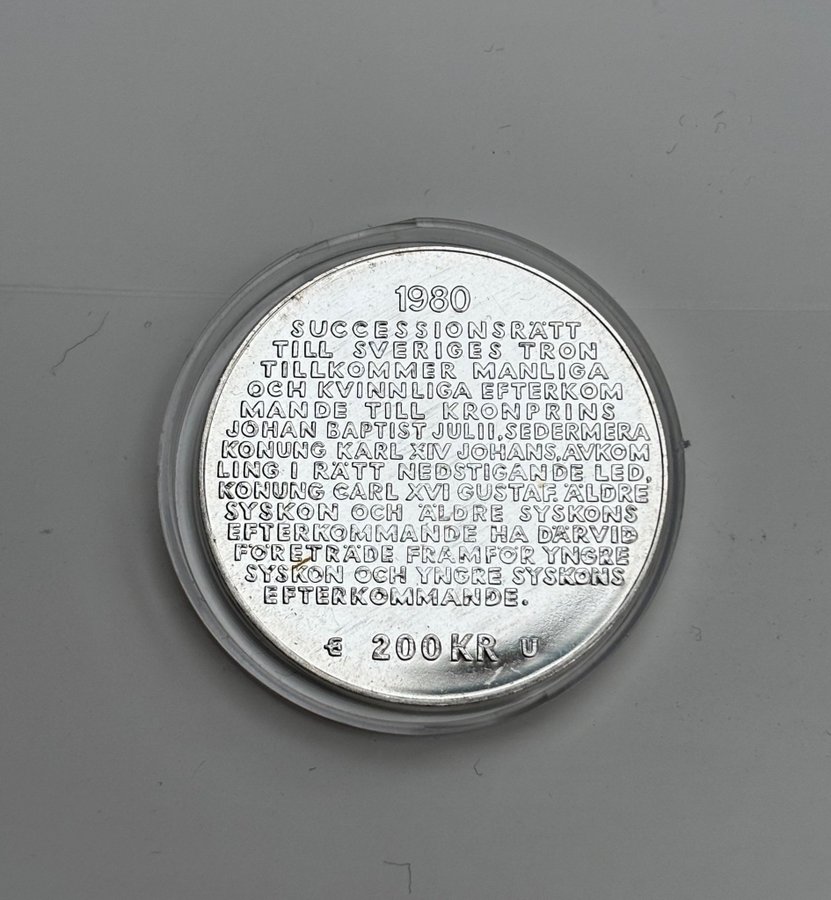 1980
SUCCESSIONSRÄTT
TILL SVERIGES TRON
TILLKOMMER MANLIGA
OCH KVINNLIGA EFTERKOM
MANDE TILL KRONPRINS
JOHAN BAPTIST JULII, SEDERMERA
KONUNG KARL XIV JOHANS, AVKOM
LING I RÄTT NEDSTIGANDE LED,
KONUNG CARL XVI GUSTAF. ÄLDRE
SYSKON OCH ÄLDRE SYSKONS
EFTERKOMMANDE HA DÄRVID
FÖRETRÄDE FRAMFÖR YNGRE
SYSKON OCH YNGRE SYSKONS
EFTERKOMMANDE.
200 KR U